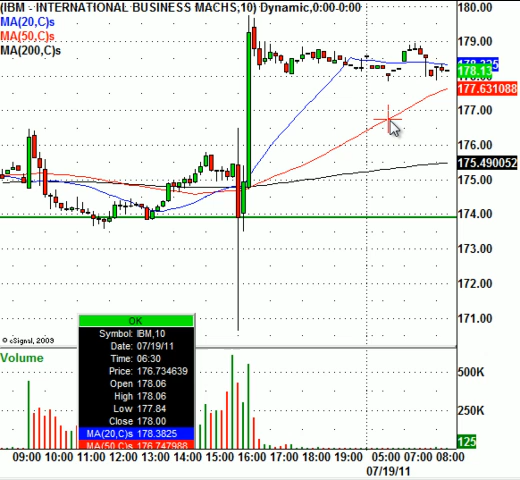 (IBM - INTERNATIONAL BUSINESS MACHS,10) Dynamic,0:00-0:00
MA(20,C)s
MA(50,C)s
MA(200,C)s
180.00
179.00
178.13
177.631088
177.00
176.00
175.490052
175.00
174.00
173.00
172.00
171.00
© eSignal, 2009
OK
Symbol: IBM,10
Date: 07/19/11
Time: 06:30
Price: 176.734639
Open 178.06
High 178.06
Low 177.84
Close 178.00
MA(20,C)s 178.3825
MA(50,C)s 176.747988
Volume
500K
250K
125
09:00 10:00 11:00 12:00 13:00 14:00 15:00 16:00 17:00 18:00 19:00 05:00 07:00 08:00
07/19/11